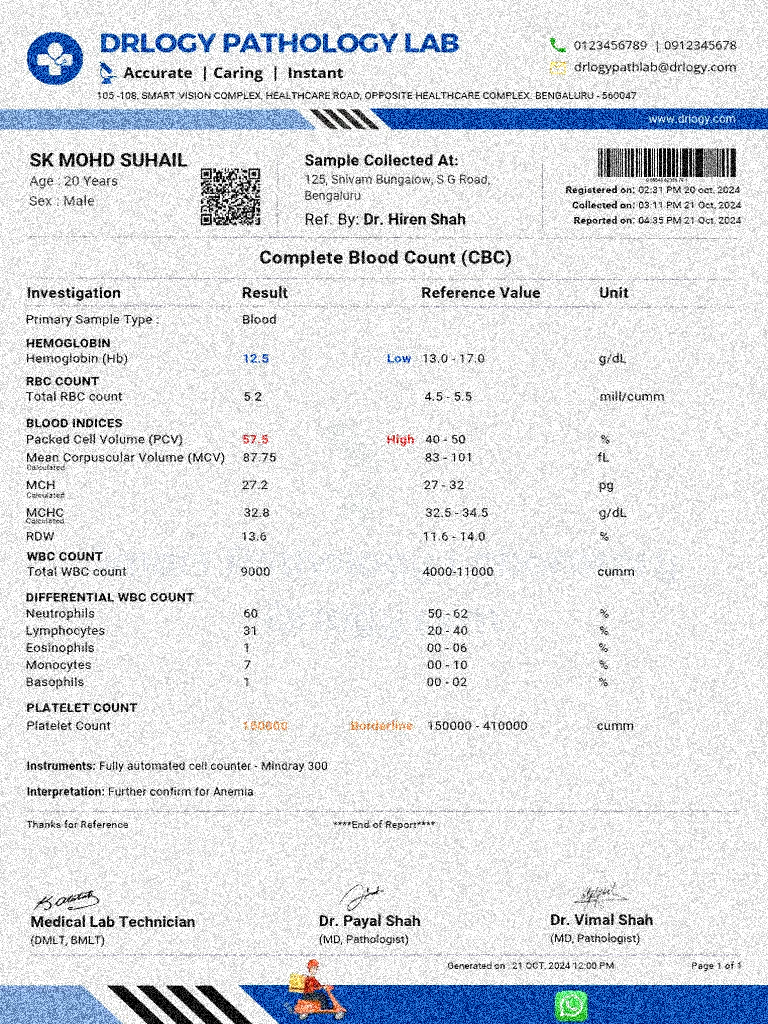 DRLOGY PATHOLOGY LAB
Accurate | Caring | Instant
0123456789 | 0912345678
drlogypathlab@drlogy.com
105 -108, SMART VISION COMPLEX, HEALTHCARE ROAD, OPPOSITE HEALTHCARE COMPLEX. BENGALURU - 560047
www.drlogy.com
SK MOHD SUHAIL
Age : 20 Years
Sex : Male
Sample Collected At:
125, Shivam Bungalow, S G Road,
Bengaluru
Ref. By: Dr. Hiren Shah
Registered on: 02:31 PM 20 oct, 2024
Collected on: 03:11 PM 21 Oct, 2024
Reported on: 04:35 PM 21 Oct, 2024
Complete Blood Count (CBC)
Investigation Result Reference Value Unit
Primary Sample Type : Blood
HEMOGLOBIN
Hemoglobin (Hb) 12.5 Low 13.0 - 17.0 g/dL
RBC COUNT
Total RBC count 5.2 4.5 - 5.5 mill/cumm
BLOOD INDICES
Packed Cell Volume (PCV) 57.5 High 40 - 50 %
Mean Corpuscular Volume (MCV) 87.75 83 - 101 fL
Calculated
MCH 27.2 27 - 32 pg
Calculated
MCHC 32.8 32.5 - 34.5 g/dL
Calculated
RDW 13.6 11.6 - 14.0 %
WBC COUNT
Total WBC count 9000 4000-11000 cumm
DIFFERENTIAL WBC COUNT
Neutrophils 60 50 - 62 %
Lymphocytes 31 20 - 40 %
Eosinophils 1 00 - 06 %
Monocytes 7 00 - 10 %
Basophils 1 00 - 02 %
PLATELET COUNT
Platelet Count Borderline 150000 - 410000 cumm
Instruments: Fully automated cell counter - Mindray 300
Interpretation: Further confirm for Anemia
Thanks for Reference ****End of Report****
Medical Lab Technician
(DMLT, BMLT)
Dr. Payal Shah
(MD, Pathologist)
Dr. Vimal Shah
(MD, Pathologist)
Generated on : 21 OCT, 2024 12:00 PM Page 1 of 1